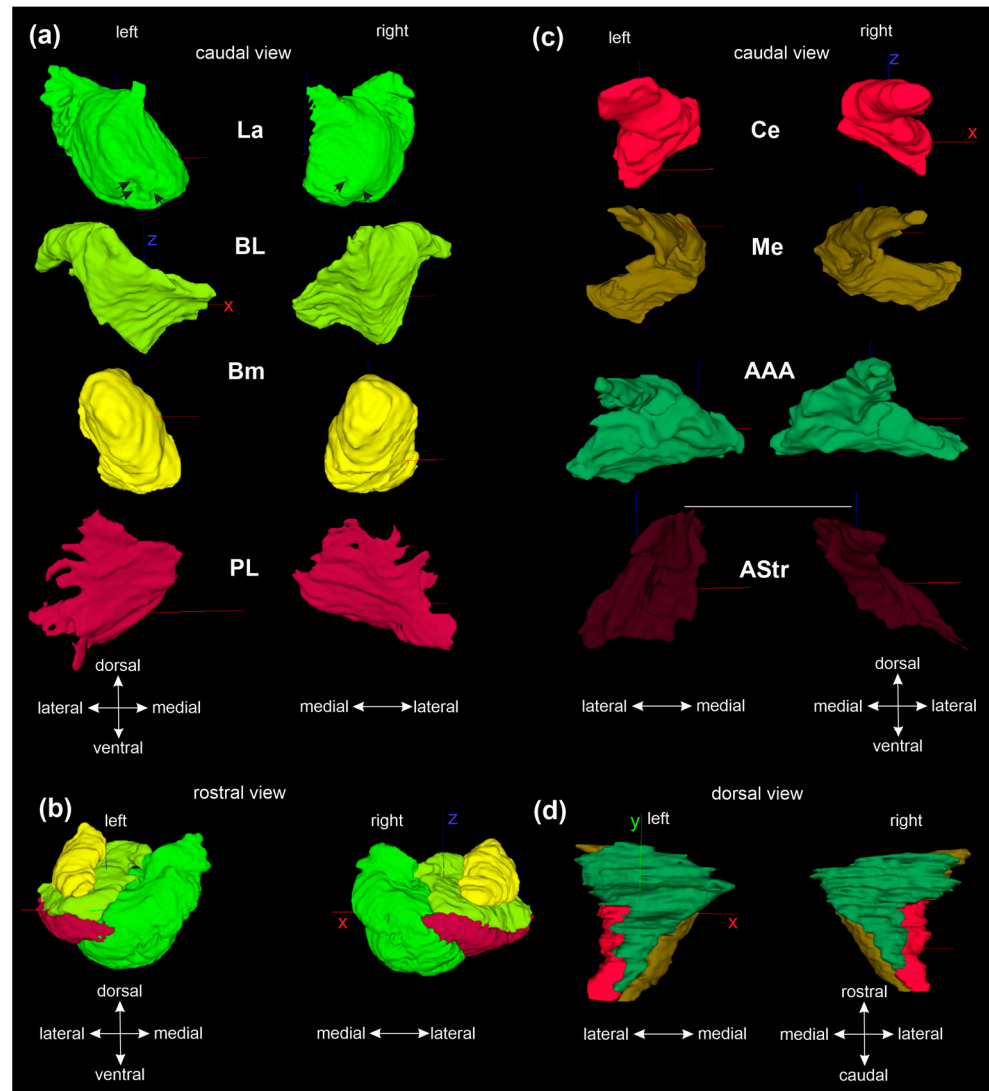 (a)
left
right
caudal view
La
BL
z
x
Bm
PL
dorsal
lateral
medial
ventral
medial
lateral
(c)
left
right
caudal view
z
Ce
x
Me
AAA
AStr
lateral
medial
dorsal
medial
lateral
ventral
(b)
rostral view
left
right
z
x
dorsal
lateral
medial
ventral
medial
lateral
(d)
dorsal view
left
right
y
x
lateral
medial
rostral
medial
lateral
caudal